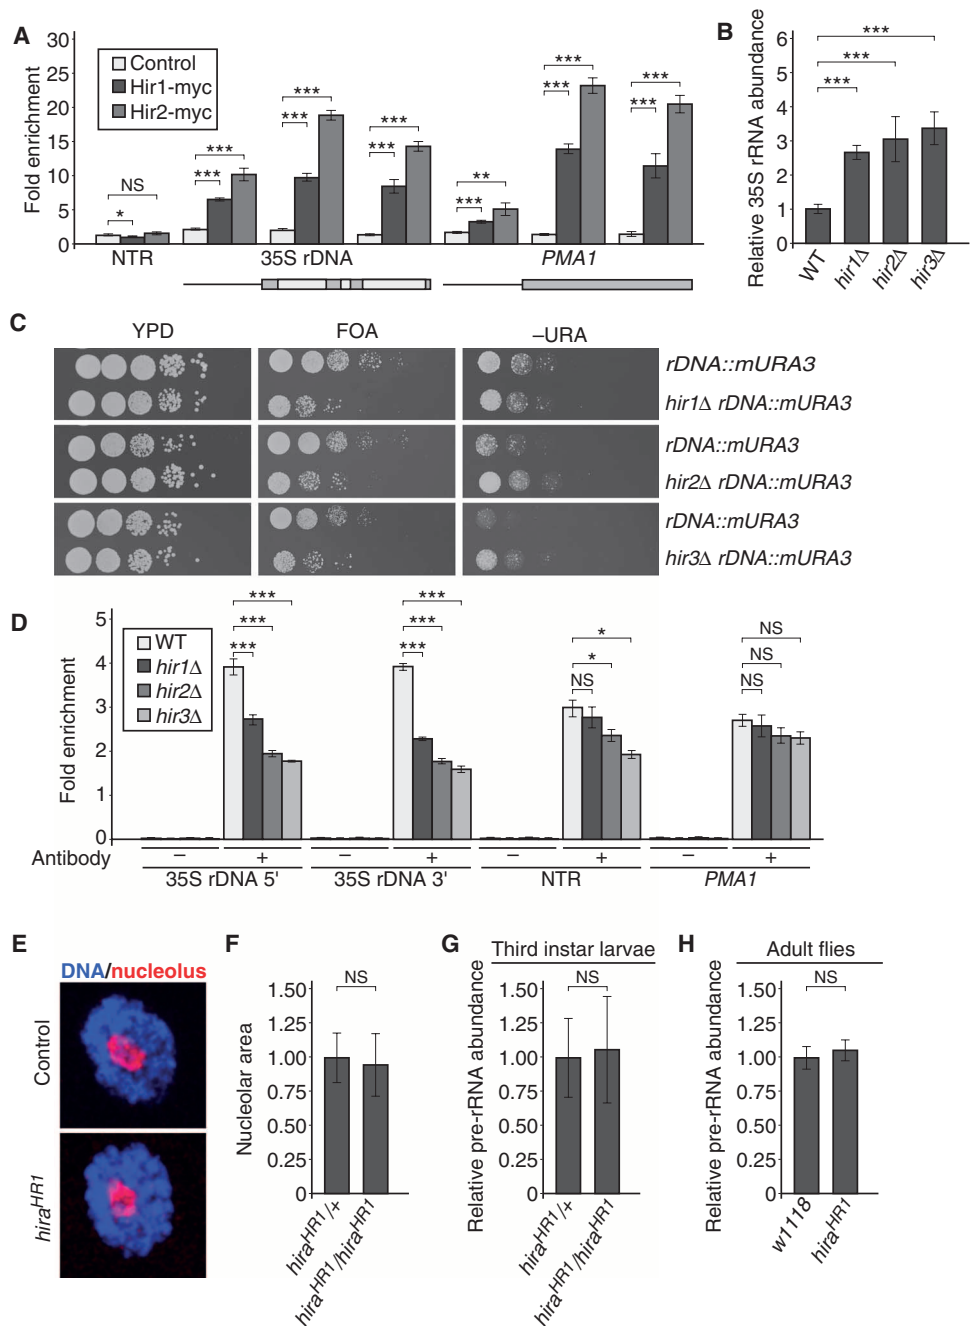 A
Fold enrichment
30
25
20
15
10
5
0
Control
Hir1-myc
Hir2-myc
NS
*
***
***
***
***
***
***
***
**
***
***
***
***
NTR
35S rDNA
PMA1
B
Relative 35S rRNA abundance
6
5
4
3
2
1
0
***
***
***
WT
hir1Δ
hir2Δ
hir3Δ
C
YPD
FOA
–URA
rDNA::mURA3
hir1Δ rDNA::mURA3
rDNA::mURA3
hir2Δ rDNA::mURA3
rDNA::mURA3
hir3Δ rDNA::mURA3
D
Fold enrichment
5
4
3
2
1
0
WT
hir1Δ
hir2Δ
hir3Δ
***
***
***
***
***
***
*
*
NS
NS
NS
NS
Antibody – + – + – + – +
35S rDNA 5' 35S rDNA 3' NTR PMA1
E
DNA/nucleolus
Control
hiraHR1
F
Nucleolar area
NS
1.50
1.00
0.75
0.50
0.25
0
hiraHR1/+
hiraHR1/hiraHR1
G
Third instar larvae
Relative pre-rRNA abundance
NS
1.50
1.00
0.75
0.50
0.25
0
hiraHR1/+
hiraHR1/hiraHR1
H
Adult flies
Relative pre-rRNA abundance
NS
1.50
1.00
0.75
0.50
0.25
0
w1118
hiraHR1